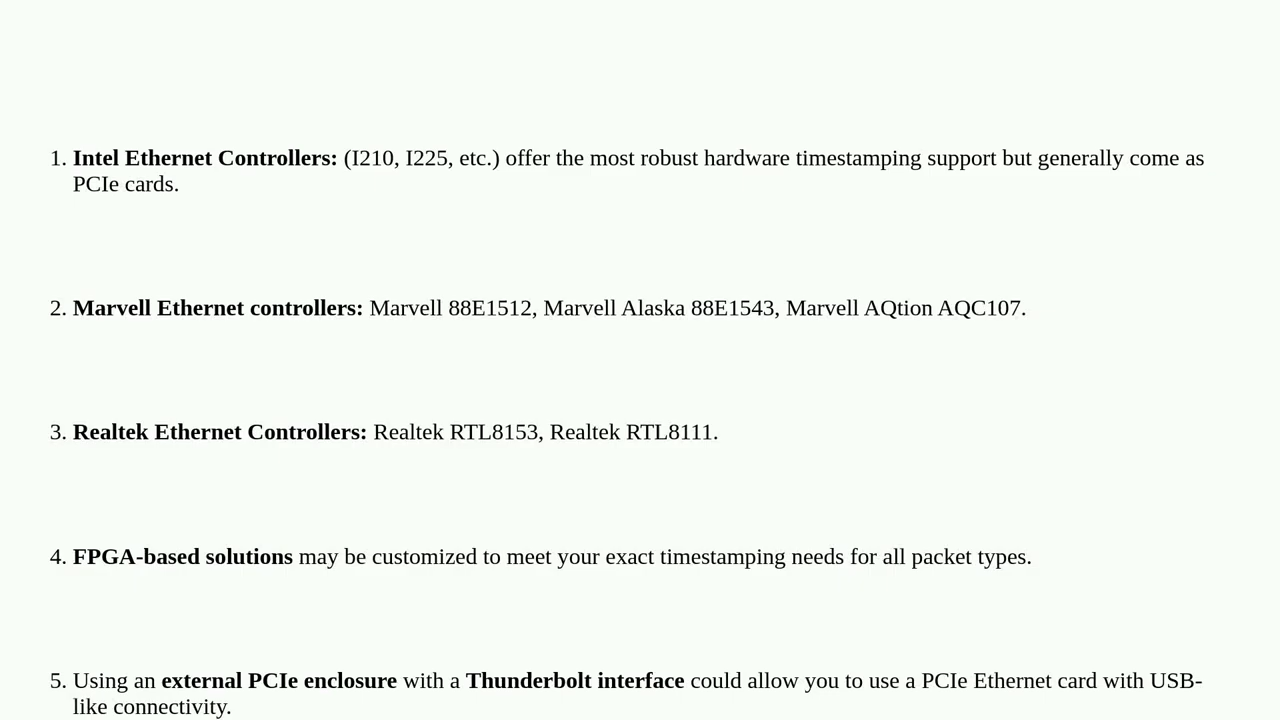 1. Intel Ethernet Controllers: (I210, I225, etc.) offer the most robust hardware timestamping support but generally come as
PCIe cards.
2. Marvell Ethernet controllers: Marvell 88E1512, Marvell Alaska 88E1543, Marvell AQtion AQC107.
3. Realtek Ethernet Controllers: Realtek RTL8153, Realtek RTL8111.
4. FPGA-based solutions may be customized to meet your exact timestamping needs for all packet types.
5. Using an external PCIe enclosure with a Thunderbolt interface could allow you to use a PCIe Ethernet card with USB-
like connectivity.